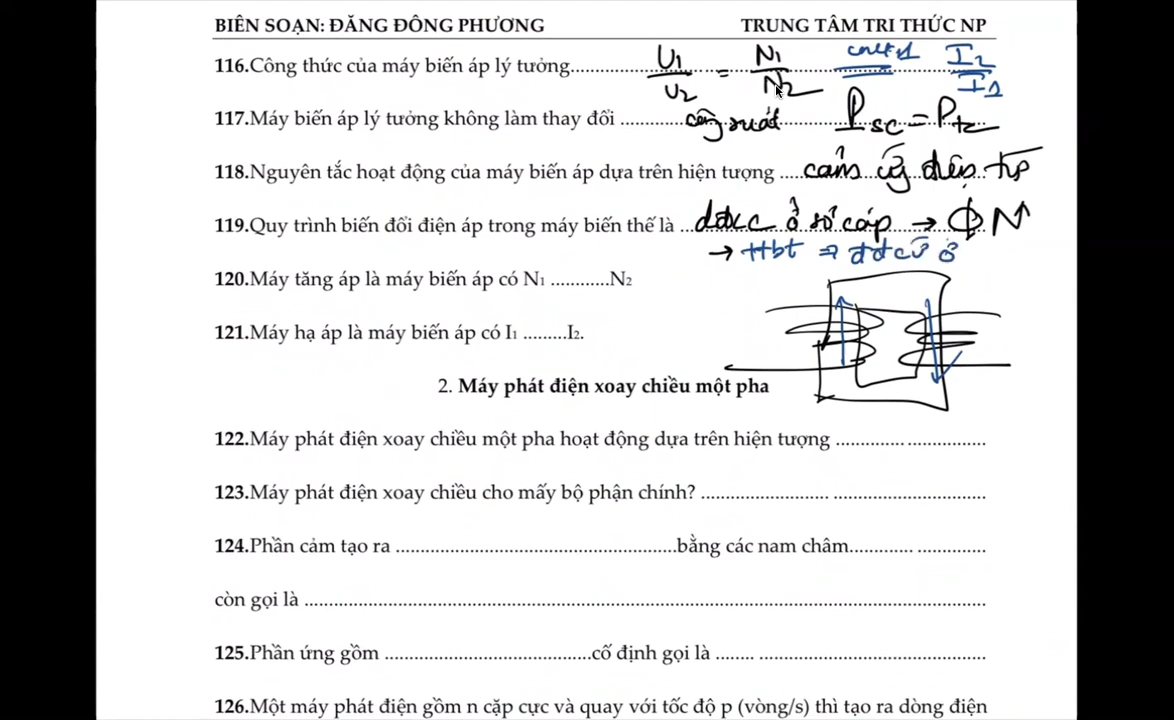 BIÊN SOẠN: ĐĂNG ĐÔNG PHƯƠNG TRUNG TÂM TRI THỨC NP
116.Công thức của máy biến áp lý tưởng.......... U1/U2 = N1/N2 I2/I1
117.Máy biến áp lý tưởng không làm thay đổi .......... công suất .......... Psc = Ptc
118.Nguyên tắc hoạt động của máy biến áp dựa trên hiện tượng .... cảm ứng điện từ
119.Quy trình biến đổi điện áp trong máy biến thế là ... ddxc ở sơ cấp → Φ N↑
→ ttbt ⇒ đđcư ở
120.Máy tăng áp là máy biến áp có N1 ............N2
121.Máy hạ áp là máy biến áp có I1 .........I2.
2. Máy phát điện xoay chiều một pha
122.Máy phát điện xoay chiều một pha hoạt động dựa trên hiện tượng .............. ................
123.Máy phát điện xoay chiều cho mấy bộ phận chính? .......................... ...............................
124.Phần cảm tạo ra .........................................................bằng các nam châm............. ..............
còn gọi là ..........................................................................................................................................
125.Phần ứng gồm ..........................................cố định gọi là ........ ..............................................
126.Một máy phát điện gồm n cặp cực và quay với tốc độ p (vòng/s) thì tạo ra dòng điện